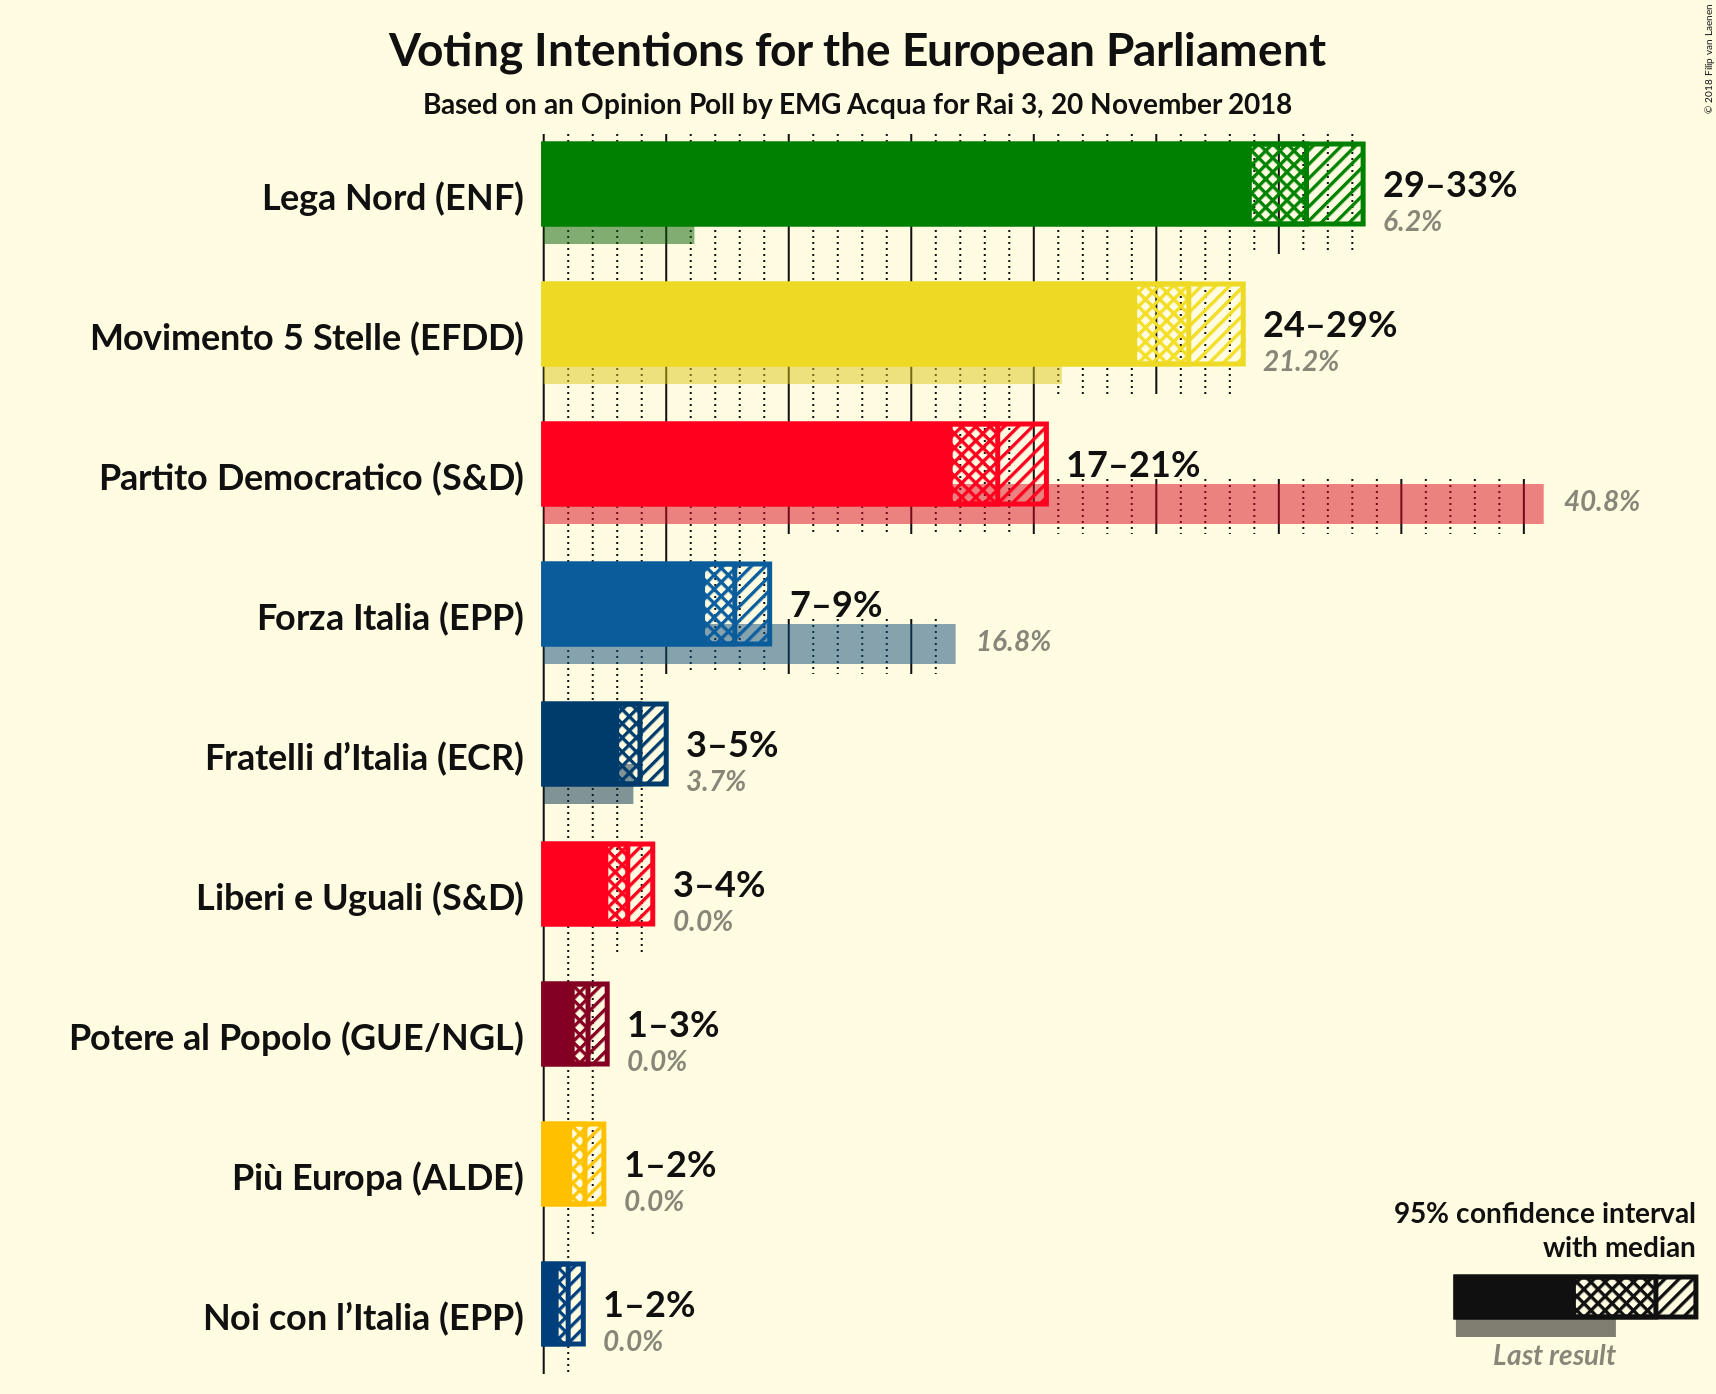 Voting Intentions for the European Parliament
Based on an Opinion Poll by EMG Acqua for Rai 3, 20 November 2018
© 2018 Filip van Laenen
Lega Nord (ENF)
29–33%
6.2%
Movimento 5 Stelle (EFDD)
24–29%
21.2%
Partito Democratico (S&D)
17–21%
40.8%
Forza Italia (EPP)
7–9%
16.8%
Fratelli d’Italia (ECR)
3–5%
3.7%
Liberi e Uguali (S&D)
3–4%
0.0%
Potere al Popolo (GUE/NGL)
1–3%
0.0%
Più Europa (ALDE)
1–2%
0.0%
Noi con l’Italia (EPP)
1–2%
0.0%
95% confidence interval
with median
Last result